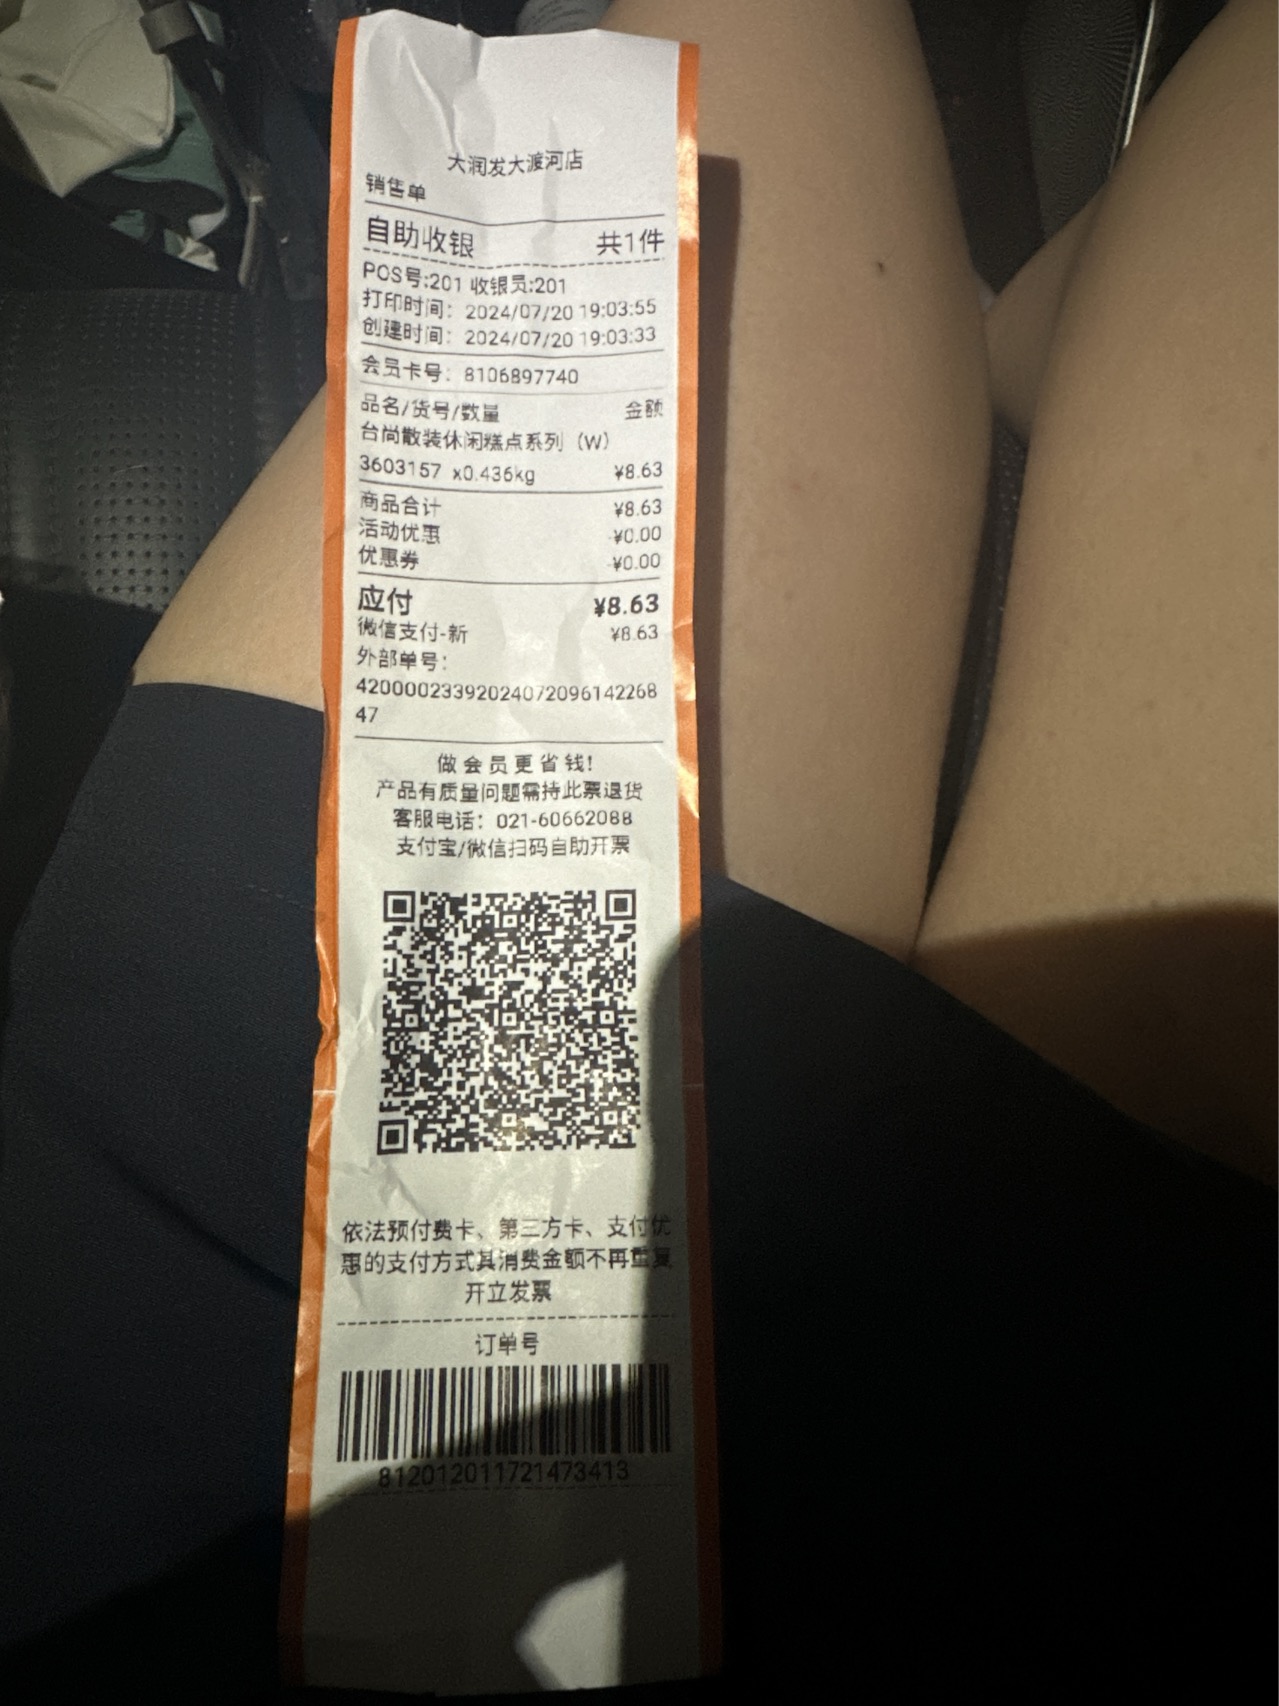 大润发大渡河店
销售单
自助收银 共1件
POS号:201 收银员:201
打印时间: 2024/07/20 19:03:55
创建时间: 2024/07/20 19:03:33
会员卡号: 8106897740
品名/货号/数量 金额
台尚散装休闲糕点系列（W）
3603157 x0.436kg ¥8.63
商品合计 ¥8.63
活动优惠 -¥0.00
优惠券 -¥0.00
应付 ¥8.63
微信支付-新 ¥8.63
外部单号:
42000023392024072096142268
47
做会员更省钱!
产品有质量问题需持此票退货
客服电话: 021-60662088
支付宝/微信扫码自助开票
依法预付费卡、第三方卡、支付优
惠的支付方式其消费金额不再重复
开立发票
订单号
812012011721473413